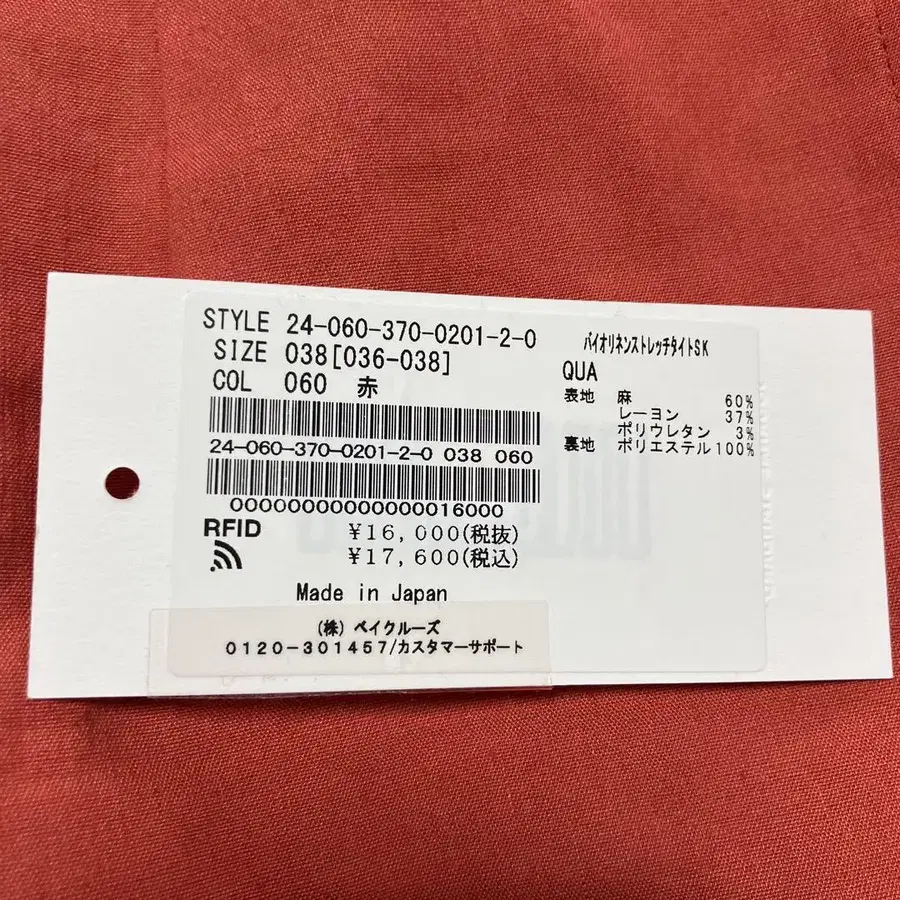 STYLE 24-060-370-0201-2-0
SIZE 038[036-038]
COL 060 赤
24-060-370-0201-2-0 038 060
00000000000000016000
RFID
¥16,000(税抜)
¥17,600(税込)
Made in Japan
(株) ベイクルーズ
0120-301457/カスタマーサポート
バイオリネンストレッチタイトSK
QUA
表地 麻 60%
レーヨン 37%
ポリウレタン 3%
裏地 ポリエステル 100%